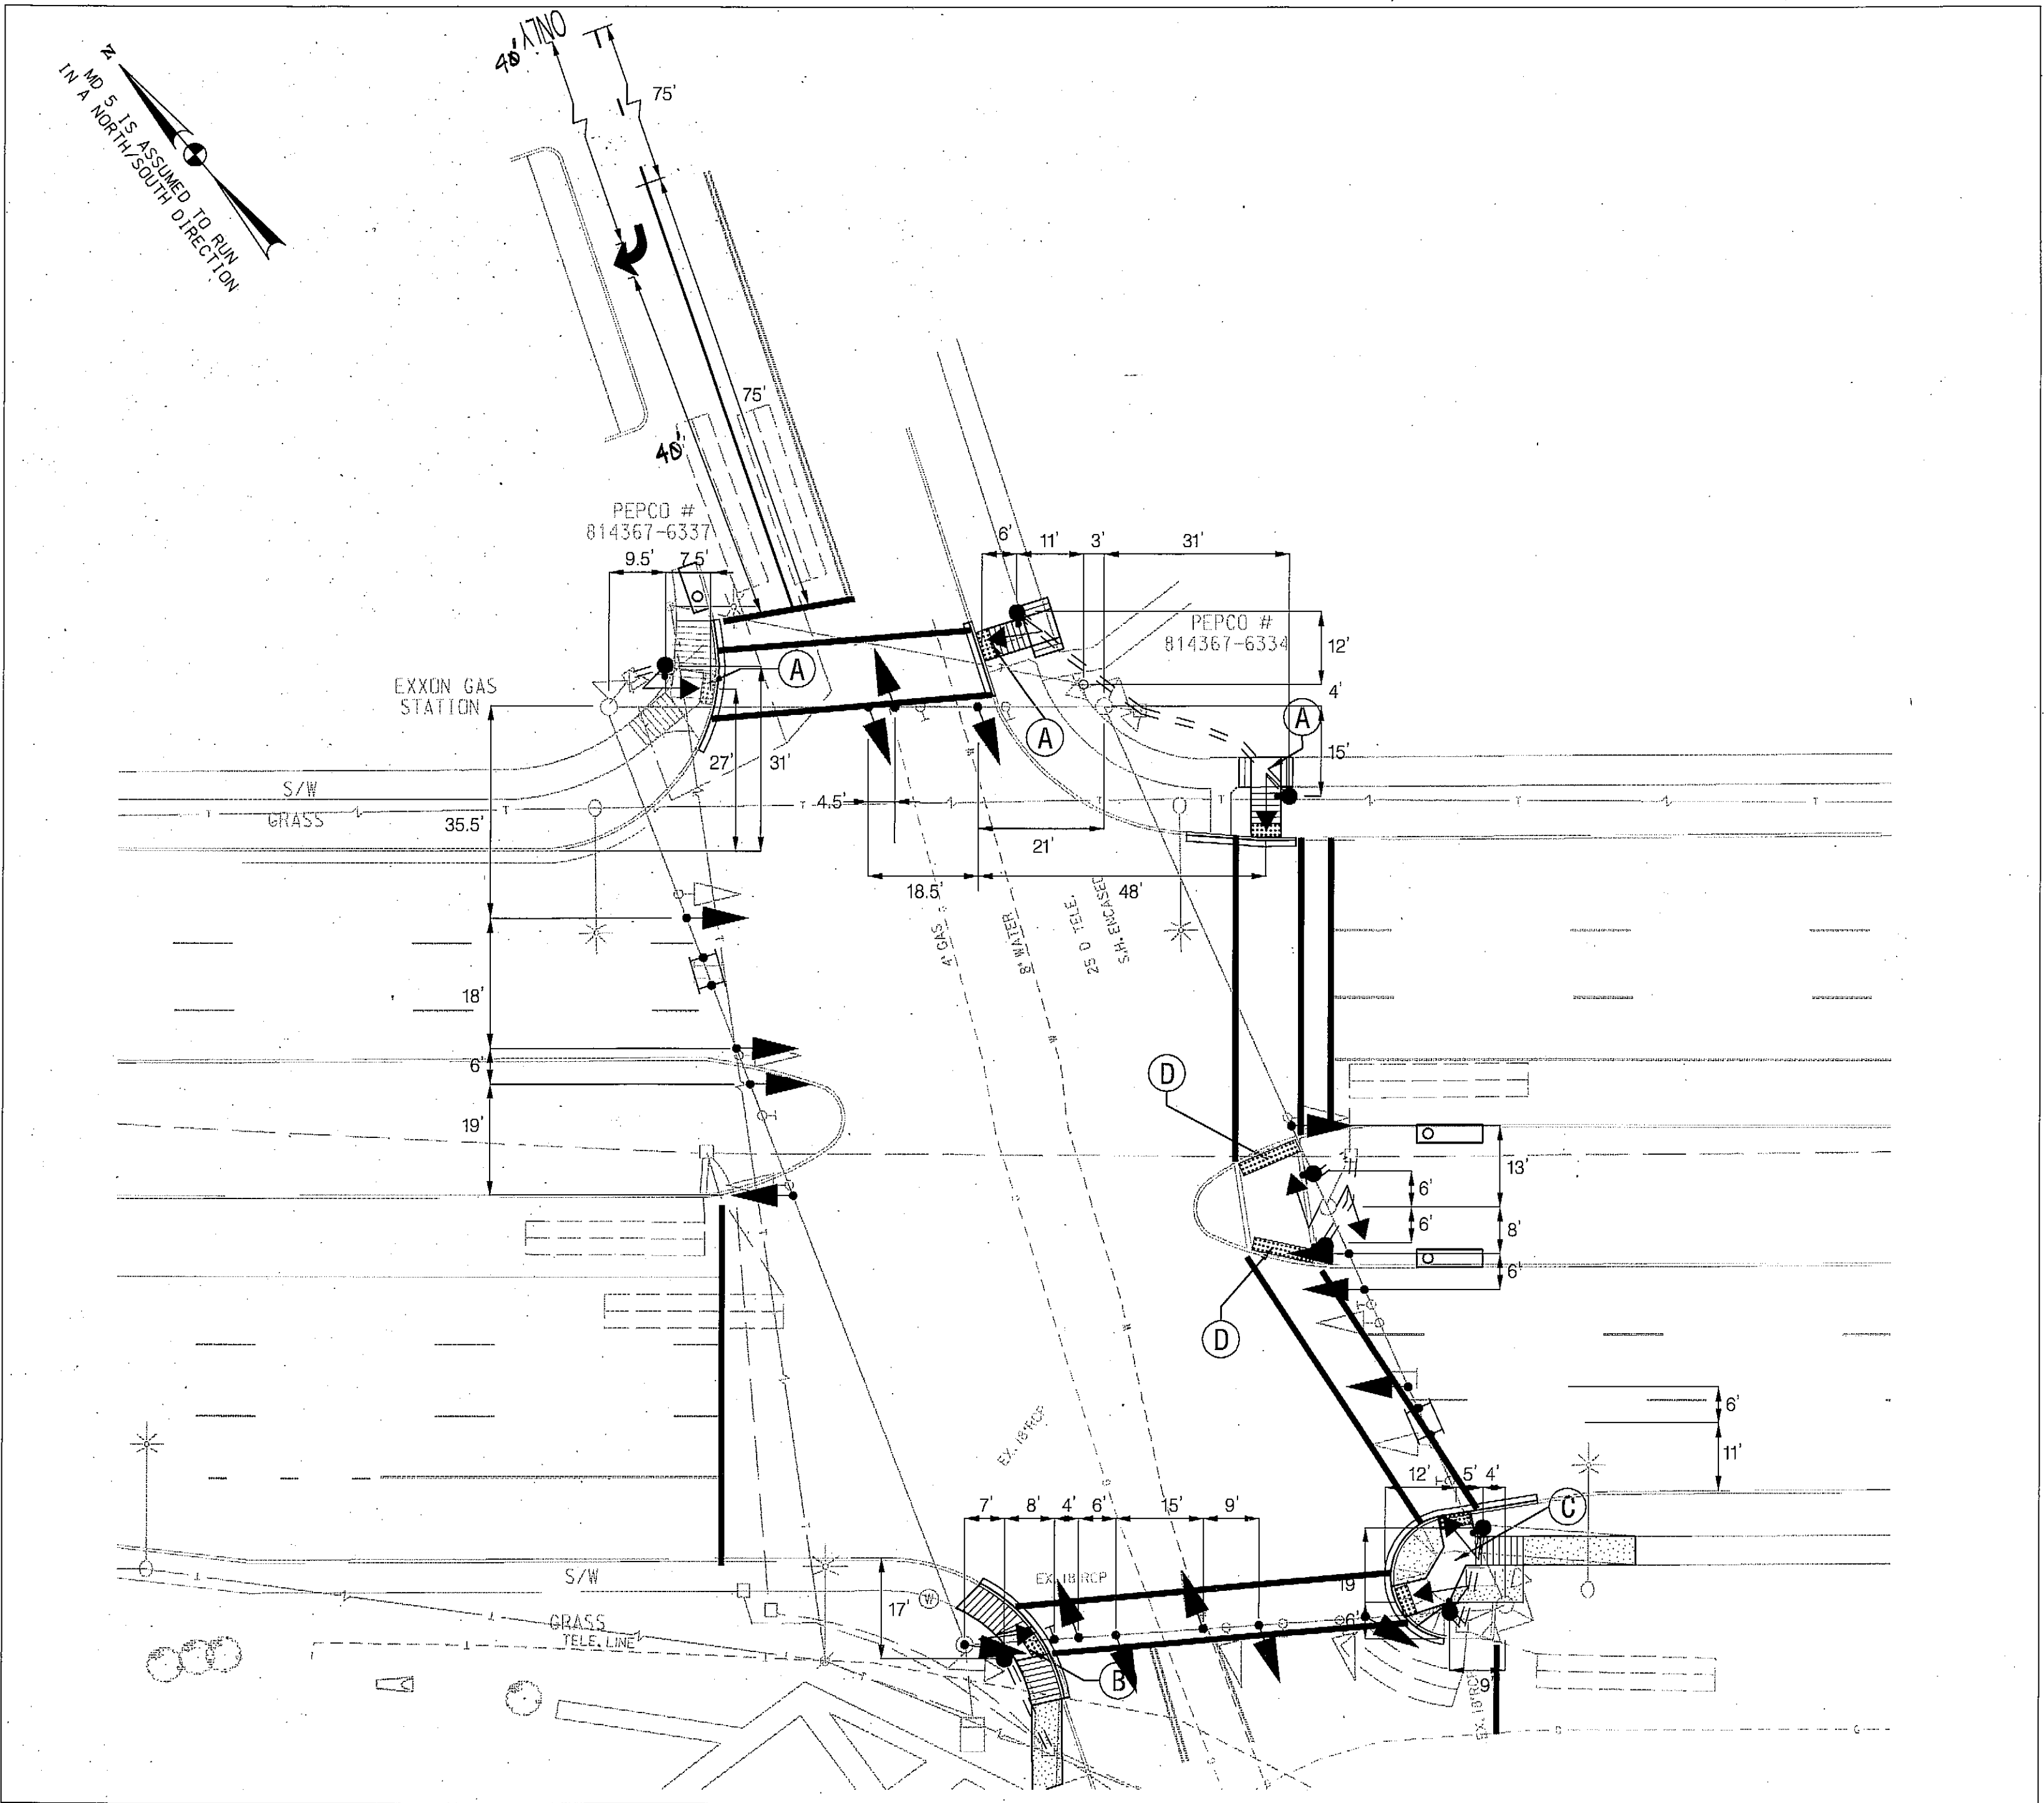 ONLY
40'
75'
N
MD 5 IS ASSUMED TO RUN
IN A NORTH/SOUTH DIRECTION
75'
40'
PEPCO #
814367-6337
9.5' 7.5'
6' 11' 3' 31'
PEPCO #
814367-6334
12'
4'
15'
A
A
A
EXXON GAS
STATION
27' 31'
S/W
GRASS
35.5'
4.5'
21'
18.5' 48'
4" GAS
8" WATER
25 D TELE.
S.H. ENCASED
18'
6'
19'
D
13'
6'
6'
8'
6'
D
6'
11'
12' 5' 4'
C
EX. 18"RCP
7' 8' 4' 6' 15' 9'
EX. 18"RCP
19
6'
S/W
17'
W
GRASS
TELE. LINE
B
9'
EX. 18"RCP